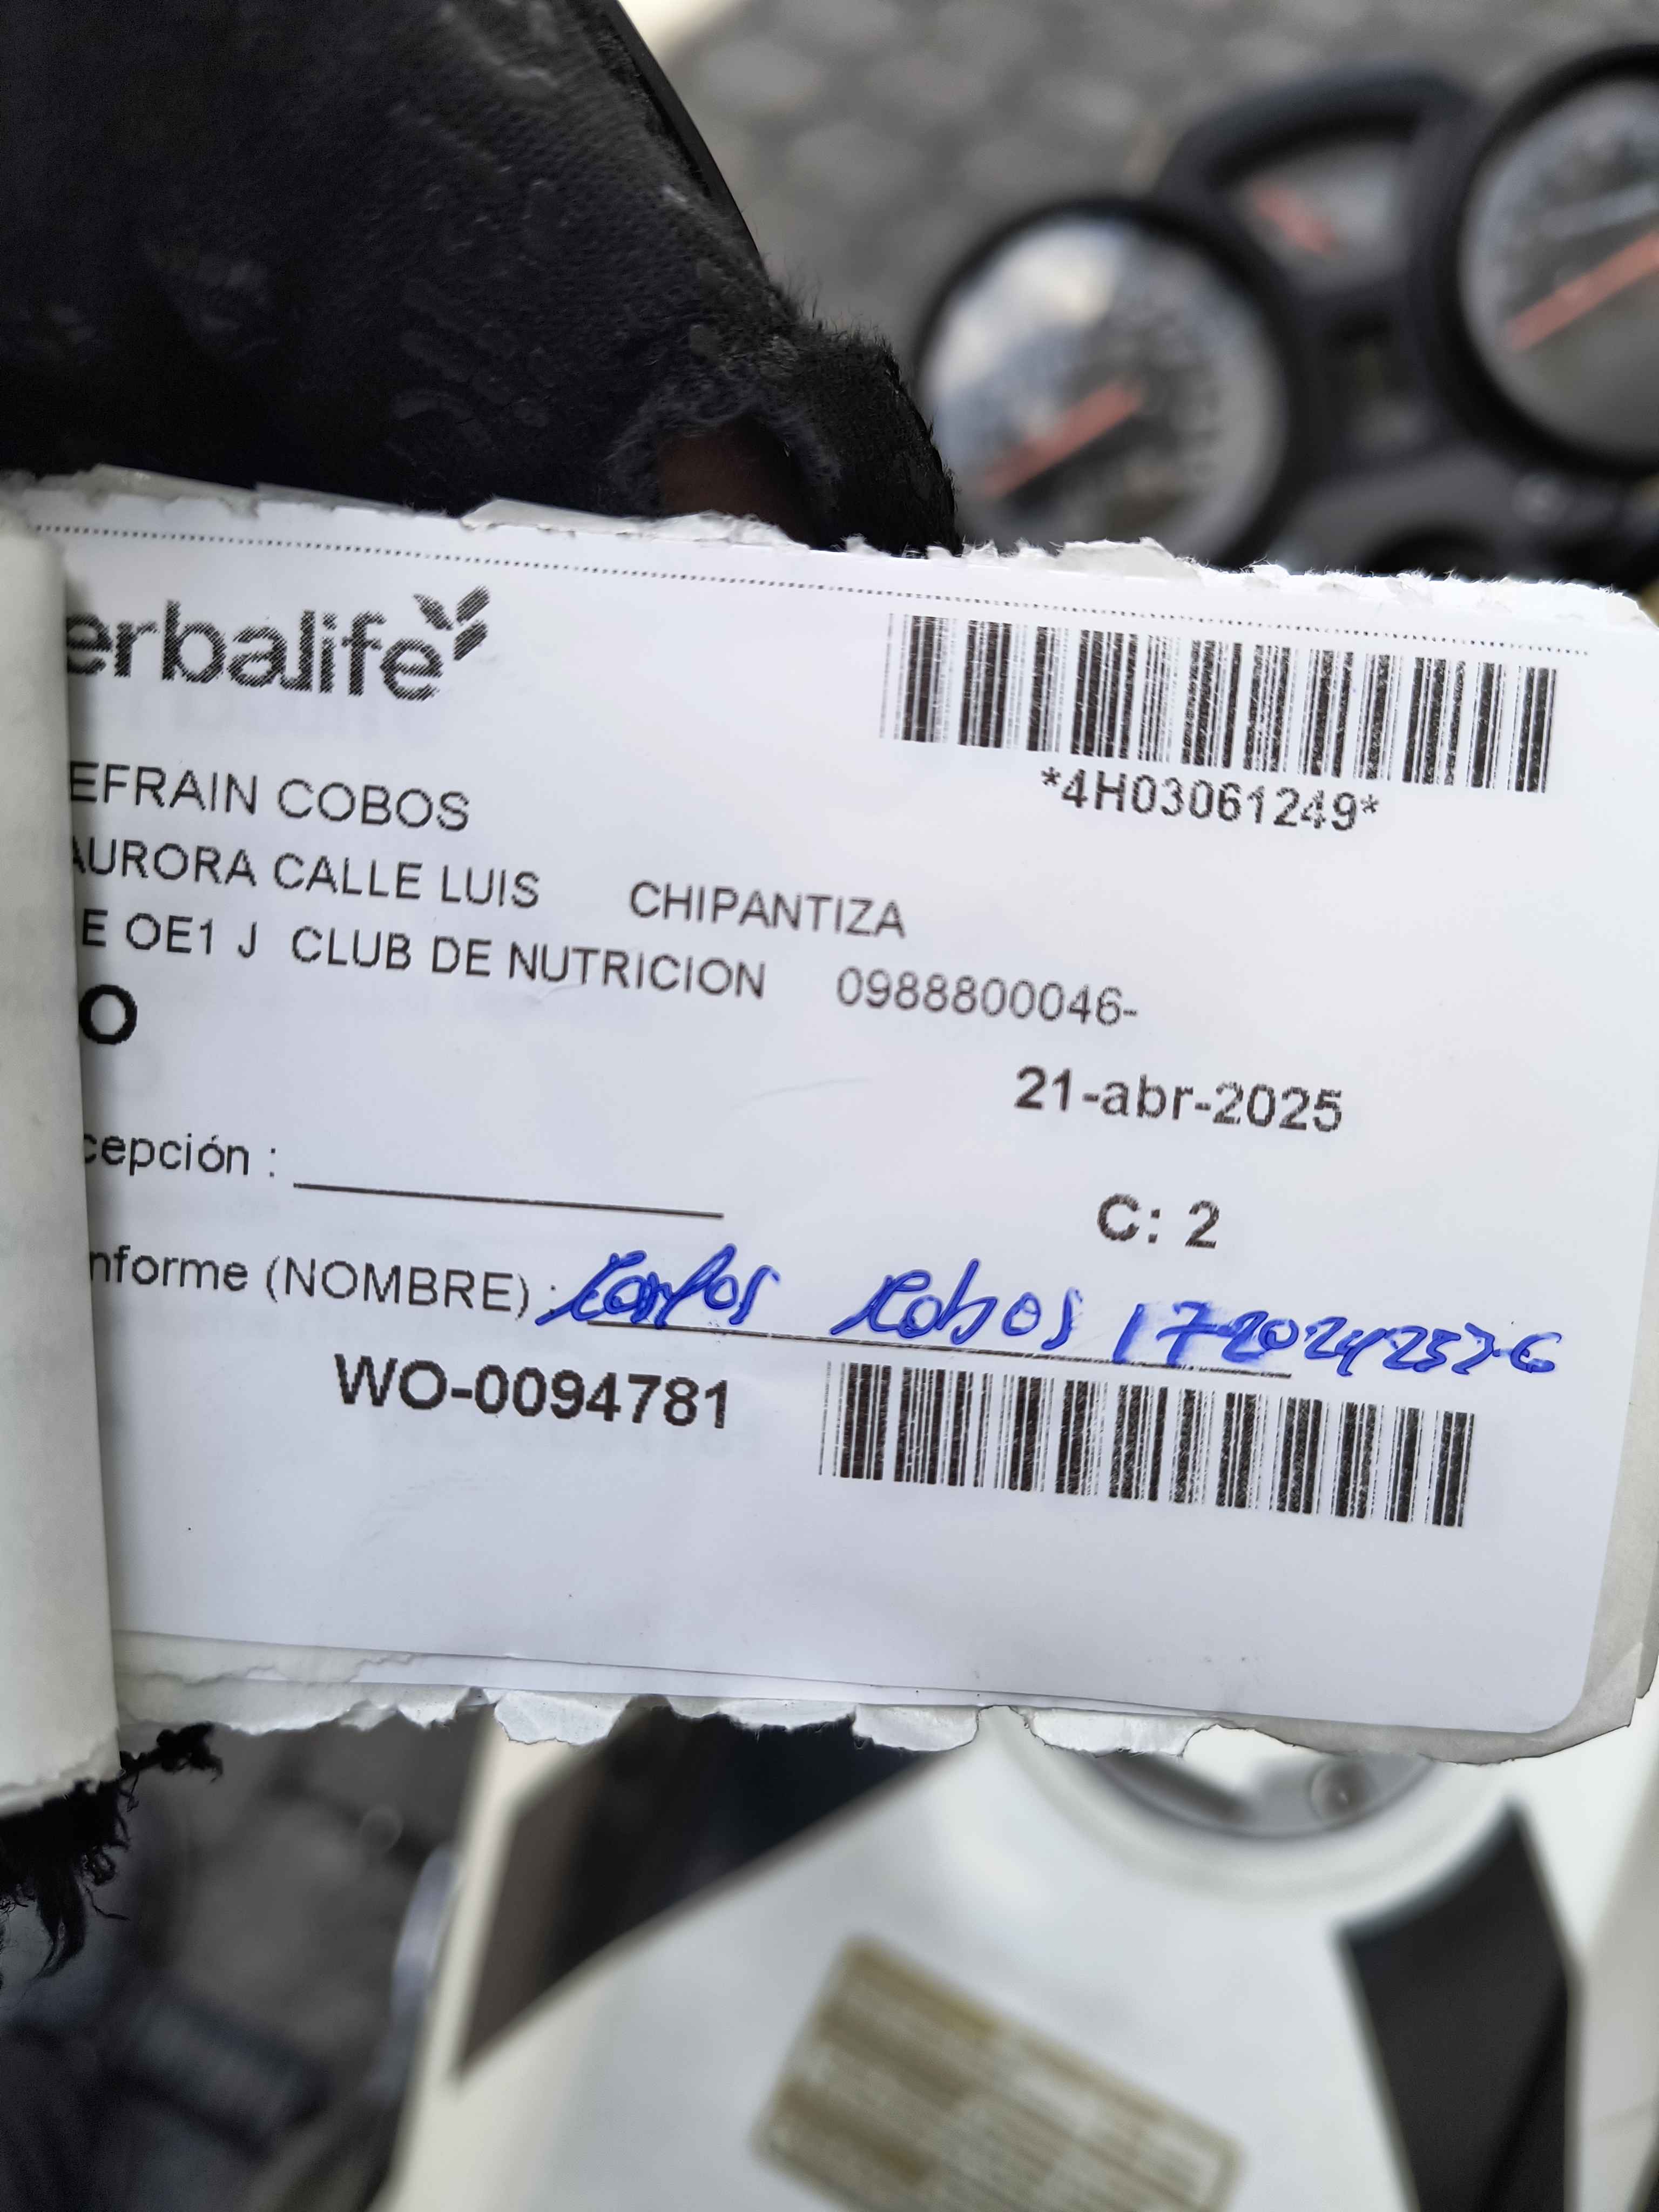 erbalife
*4H03061249*
EFRAIN COBOS
AURORA CALLE LUIS CHIPANTIZA
E OE1 J CLUB DE NUTRICION 0988800046-
O
21-abr-2025
cepción :
C: 2
nforme (NOMBRE) : Carlos Cobos
WO-0094781